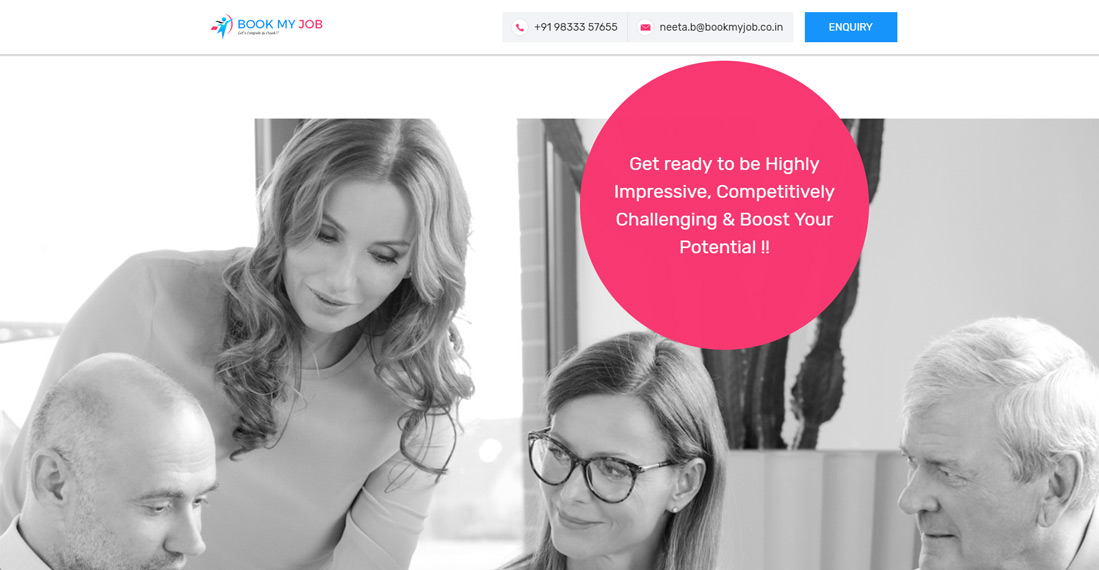 BOOK MY JOB
Let's Compete to Crack!!
+91 98333 57655
neeta.b@bookmyjob.co.in
ENQUIRY
Get ready to be Highly
Impressive, Competitively
Challenging & Boost Your
Potential !!